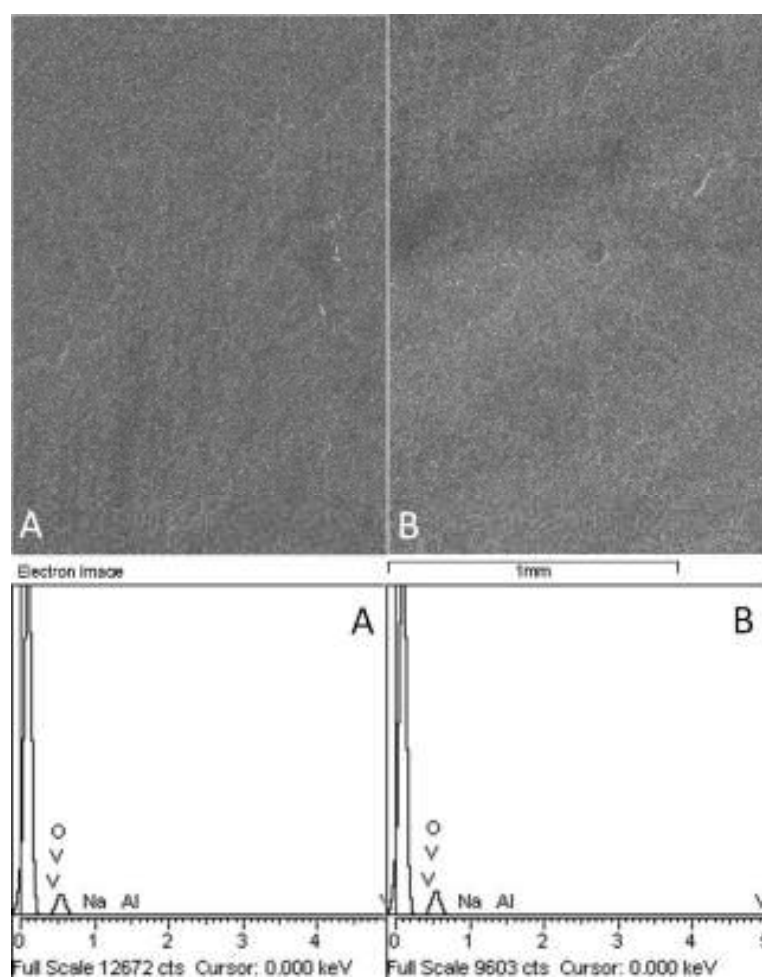 A B
Electron Image 1mm
A B
O O
V V
V V
Na Al Na Al
V V
0 1 2 3 4 0 1 2 3 4 5
Full Scale 12672 cts Cursor: 0.000 keV Full Scale 9603 cts Cursor: 0.000 keV